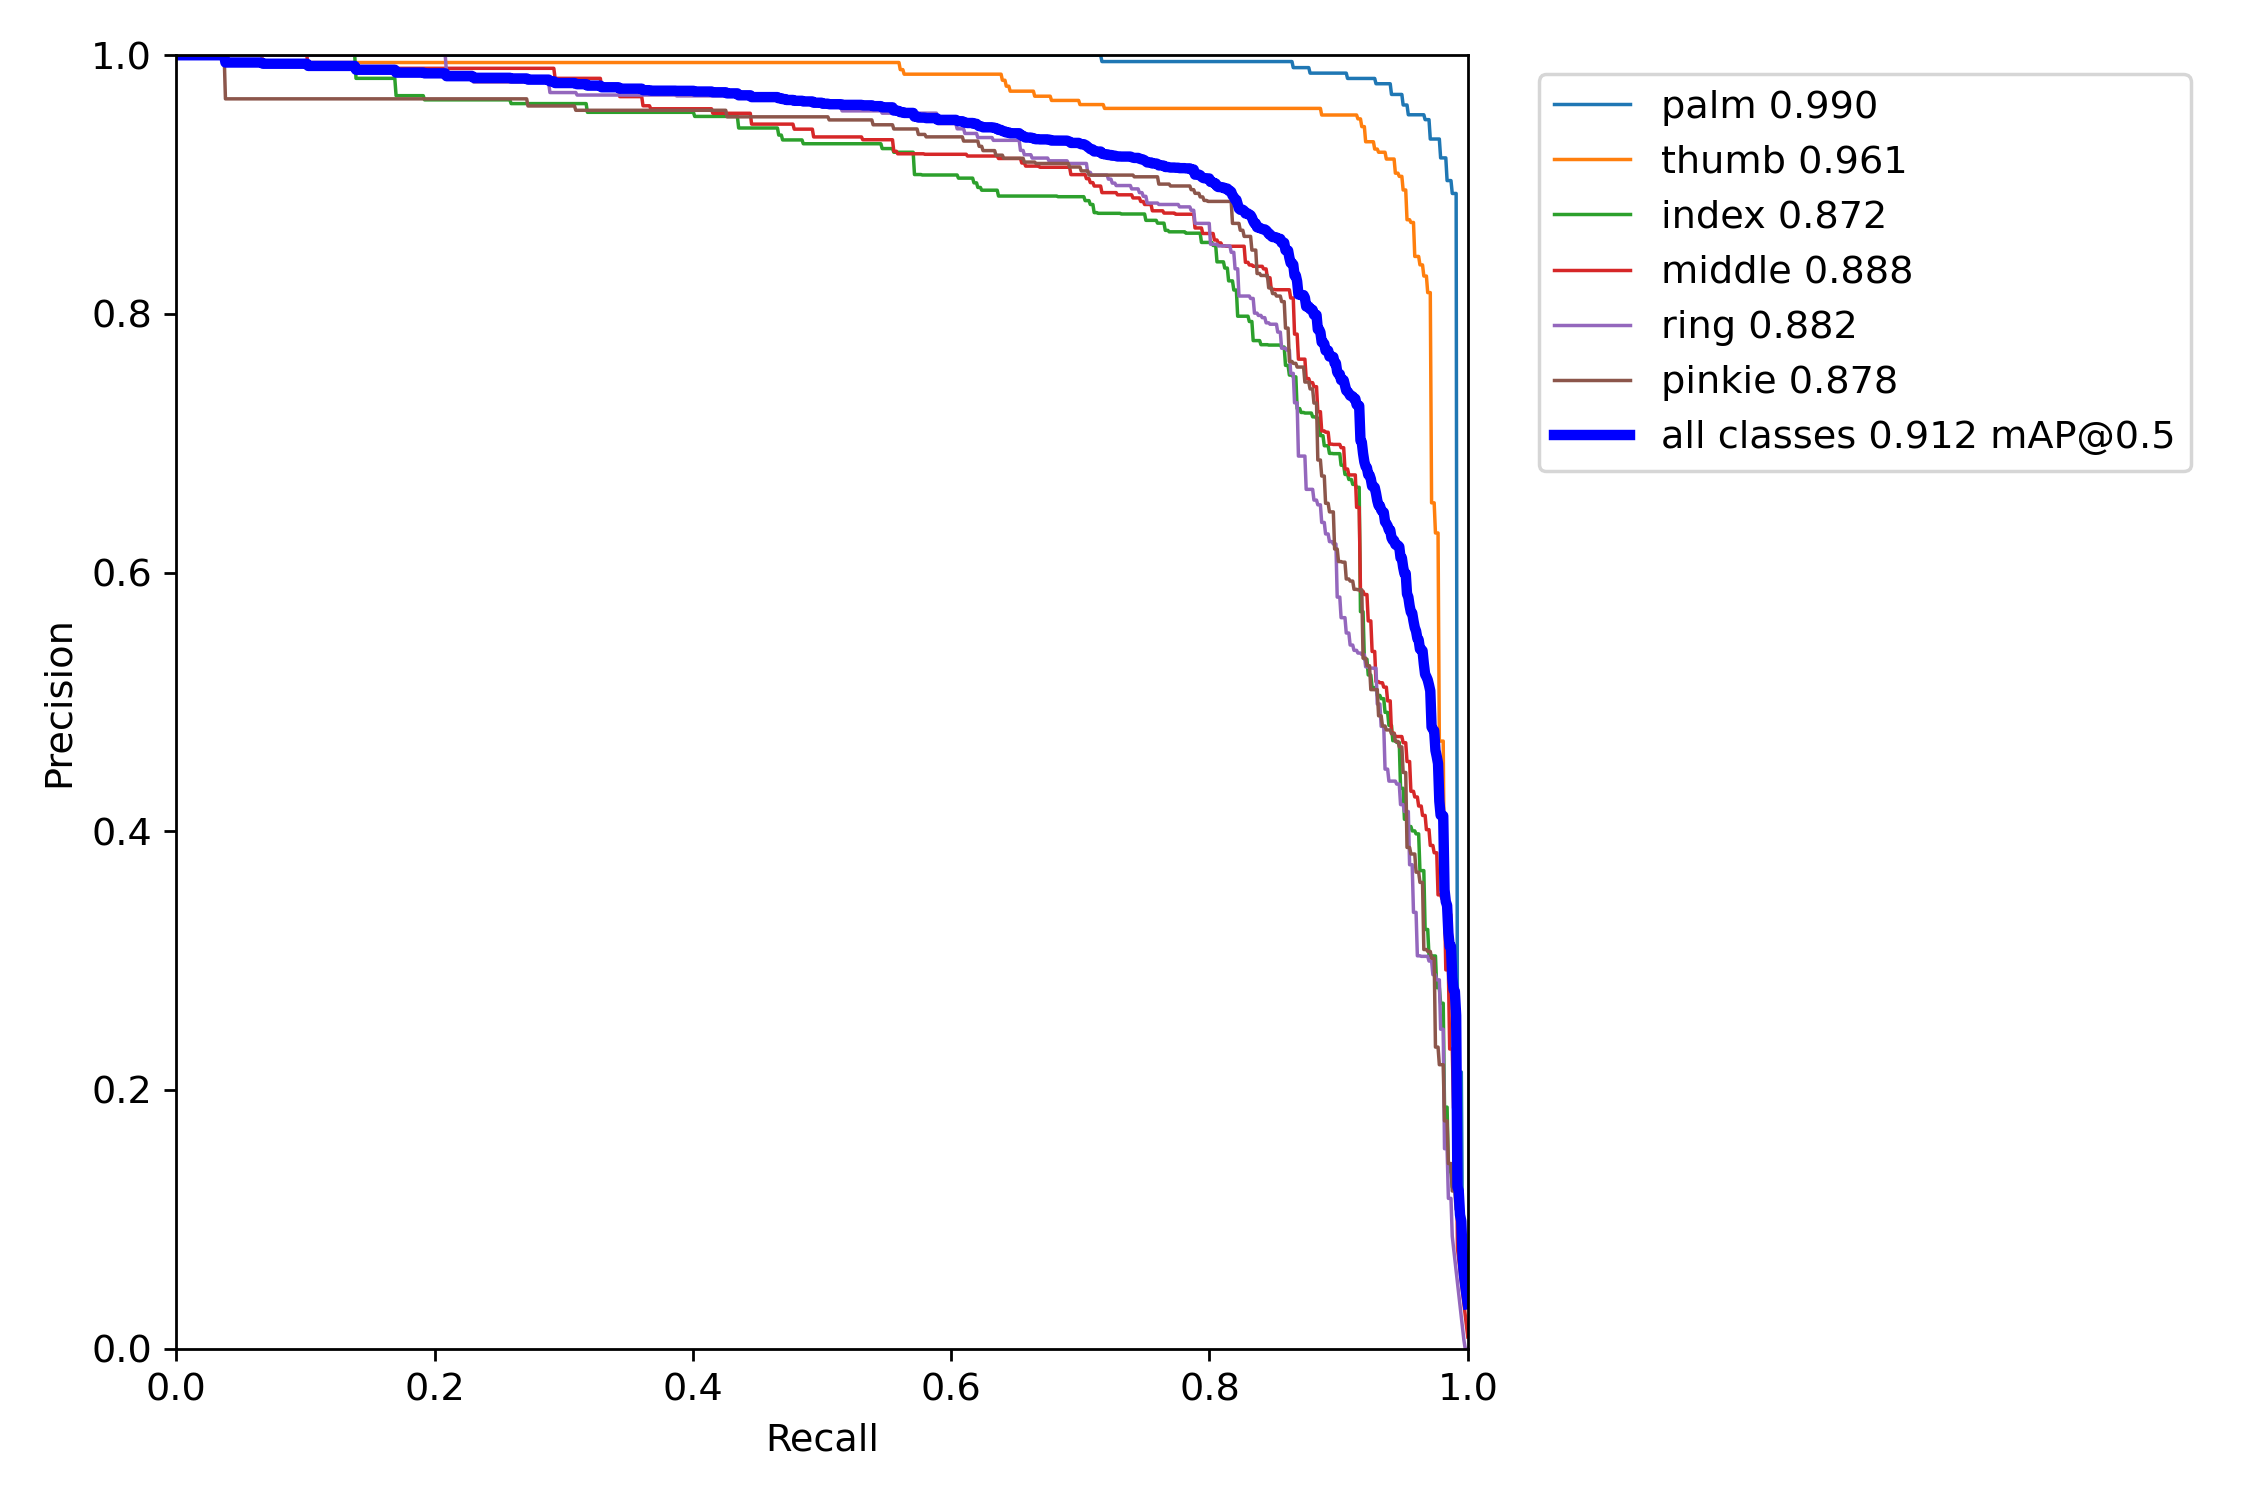 1.0
0.8
0.6
0.4
0.2
0.0
Precision
0.0 0.2 0.4 0.6 0.8 1.0
Recall
palm 0.990
thumb 0.961
index 0.872
middle 0.888
ring 0.882
pinkie 0.878
all classes 0.912 mAP@0.5